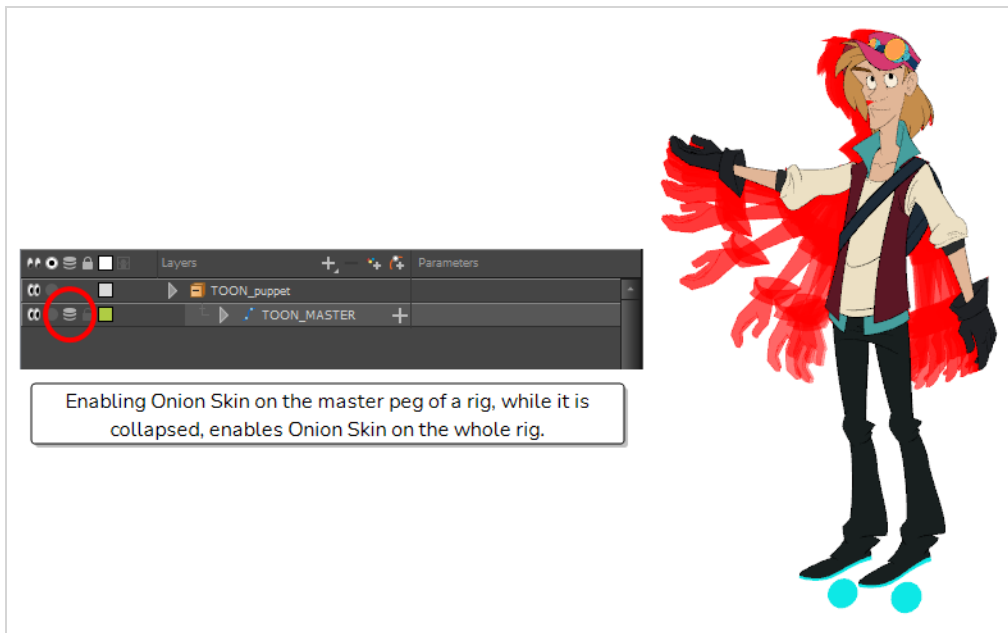 Layers
Parameters
TOON_puppet
TOON_MASTER
Enabling Onion Skin on the master peg of a rig, while it is
collapsed, enables Onion Skin on the whole rig.